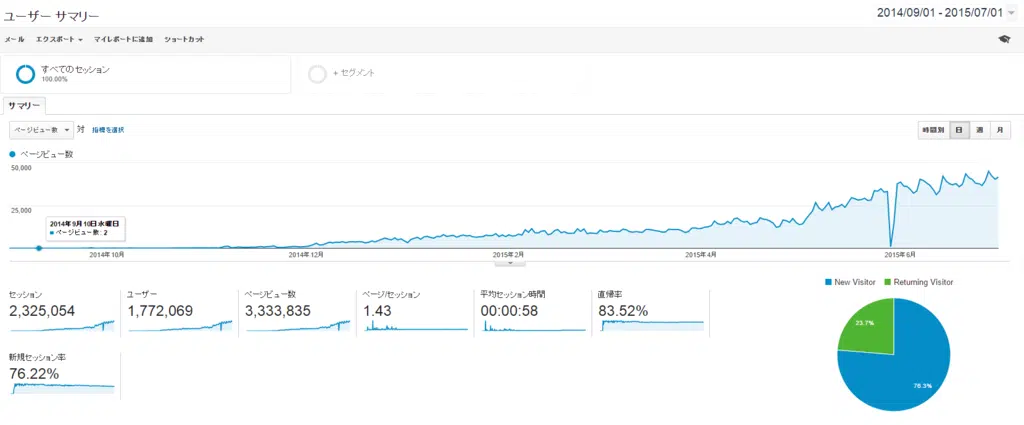 ユーザー サマリー
2014/09/01 - 2015/07/01
メール エクスポート マイレポートに追加 ショートカット
すべてのセッション
100.00%
+ セグメント
サマリー
ページビュー数 対 指標を選択
時間別 日 週 月
ページビュー数
50,000
25,000
2014年9月10日水曜日
ページビュー数: 2
2014年10月 2014年12月 2015年2月 2015年4月 2015年6月
セッション
2,325,054
ユーザー
1,772,069
ページビュー数
3,333,835
ページ/セッション
1.43
平均セッション時間
00:00:58
直帰率
83.52%
新規セッション率
76.22%
New Visitor Returning Visitor
23.7%
76.3%